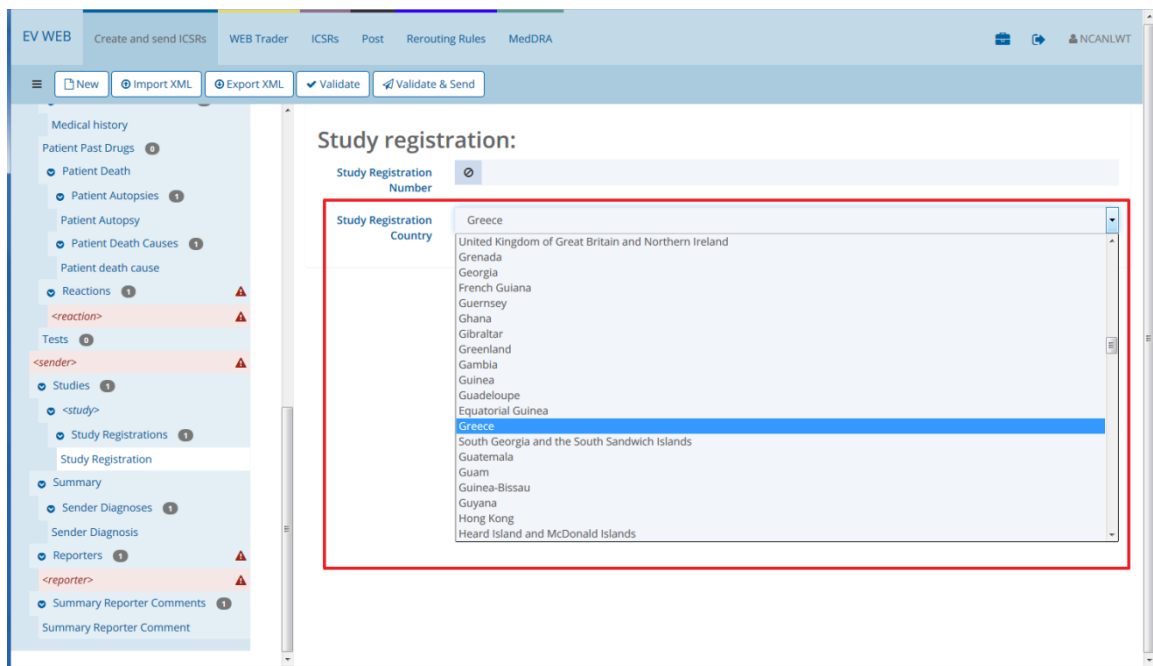 EV WEB Create and send ICSRs WEB Trader ICSRs Post Rerouting Rules MedDRA NCANLWT
New Import XML Export XML Validate Validate & Send
Medical history
Patient Past Drugs 0
Patient Death
Patient Autopsies 1
Patient Autopsy
Patient Death Causes 1
Patient death cause
Reactions 1
<reaction>
Tests 0
<sender>
Studies 1
<study>
Study Registrations 1
Study Registration
Summary
Sender Diagnoses 1
Sender Diagnosis
Reporters 1
<reporter>
Summary Reporter Comments 1
Summary Reporter Comment
Study registration:
Study Registration
Number
Study Registration
Country
Greece
United Kingdom of Great Britain and Northern Ireland
Grenada
Georgia
French Guiana
Guernsey
Ghana
Gibraltar
Greenland
Gambia
Guinea
Guadeloupe
Equatorial Guinea
Greece
South Georgia and the South Sandwich Islands
Guatemala
Guam
Guinea-Bissau
Guyana
Hong Kong
Heard Island and McDonald Islands